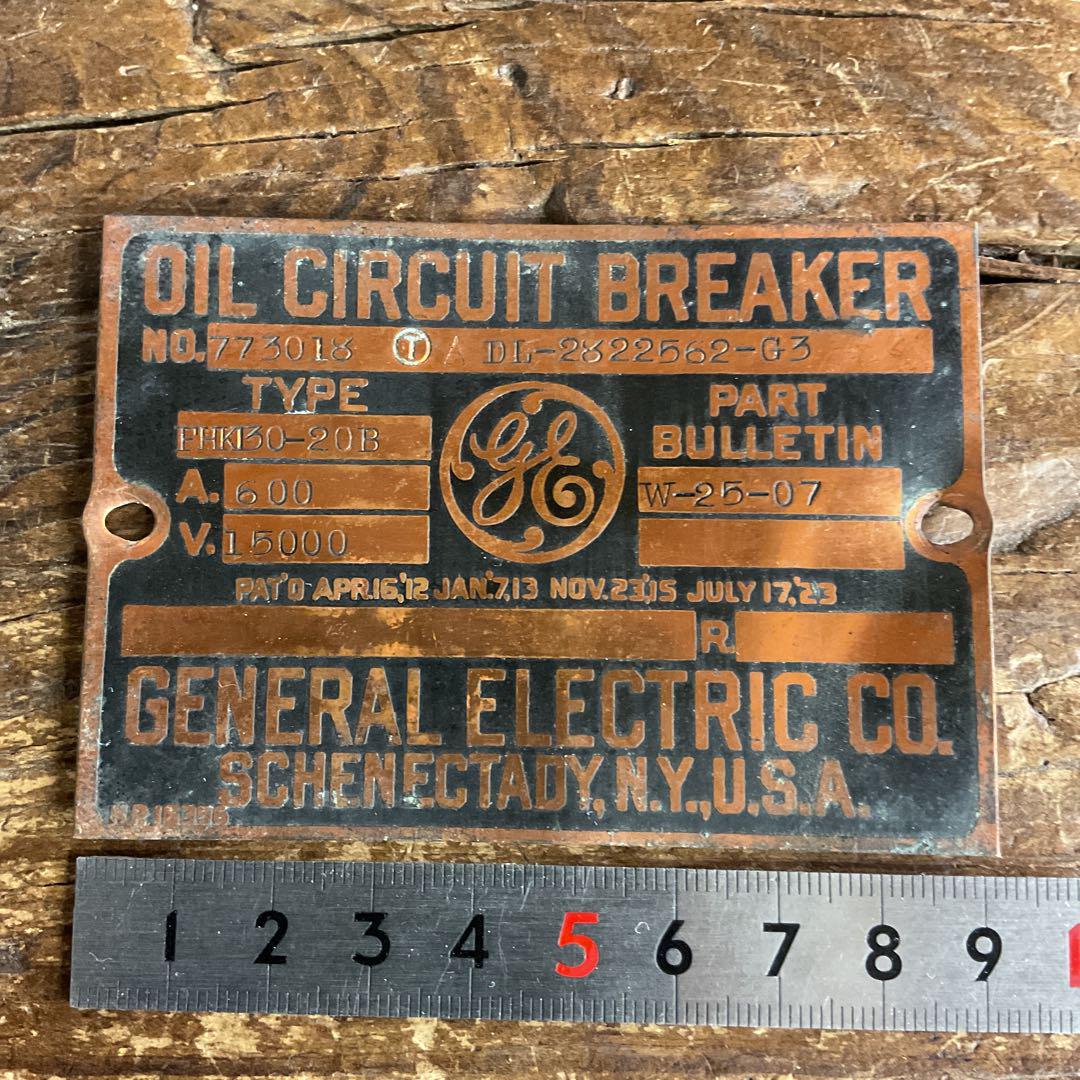 OIL CIRCUIT BREAKER
NO. 773018 T A DL-2822562-G3
TYPE
FHK130-20B
PART
BULLETIN
A. 600
W-25-07
V. 15000
GE
PAT'D APR.16,'12 JAN.'7,13 NOV.23,'15 JULY 17,'23
R.
GENERAL ELECTRIC CO.
SCHENECTADY, N.Y., U.S.A.
1 2 3 4 5 6 7 8 9